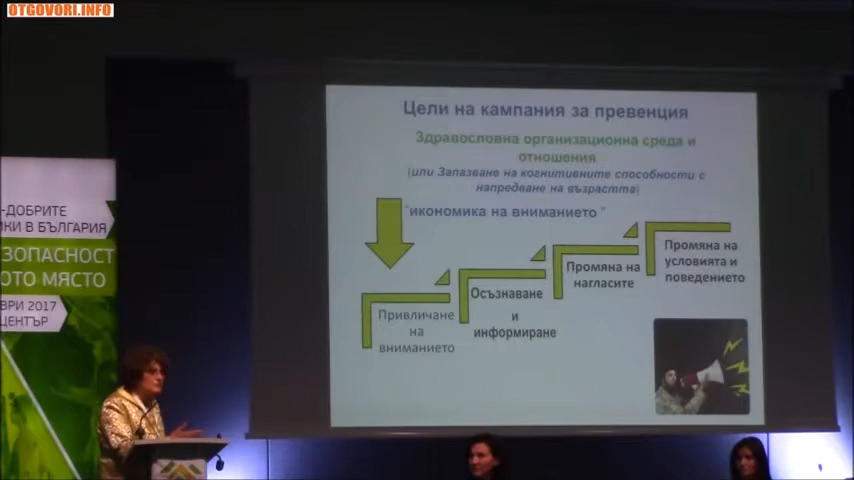 OTGOVORI.INFO
Цели на кампания за превенция
Здравословна организационна среда и
отношения
(или Запазване на когнитивните способности с
напредване на възрастта)
"икономика на вниманието"
Привличане
на
вниманието
Осъзнаване
и
информиране
Промяна на
нагласите
Промяна на
условията и
поведението
-ДОБРИТЕ
ИКИ В БЪЛГАРИЯ
ЗОПАСНОСТ
ОТО МЯСТО
ВРИ 2017
ЦЕНТЪР